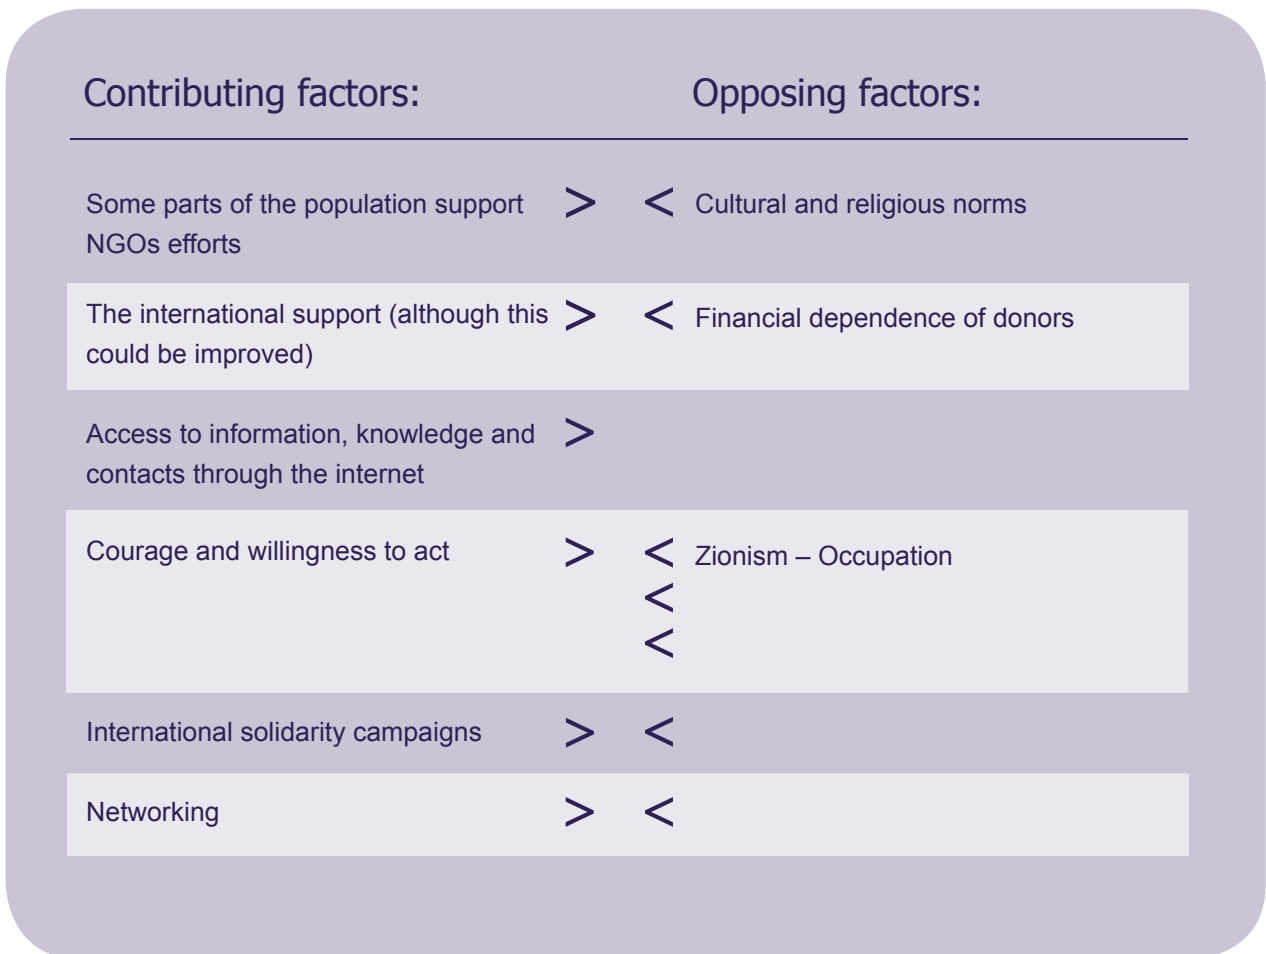 Contributing factors: Opposing factors:
Some parts of the population support > < Cultural and religious norms
NGOs efforts
The international support (although this > < Financial dependence of donors
could be improved)
Access to information, knowledge and >
contacts through the internet
Courage and willingness to act > < Zionism – Occupation
<
<
International solidarity campaigns > <
Networking > <